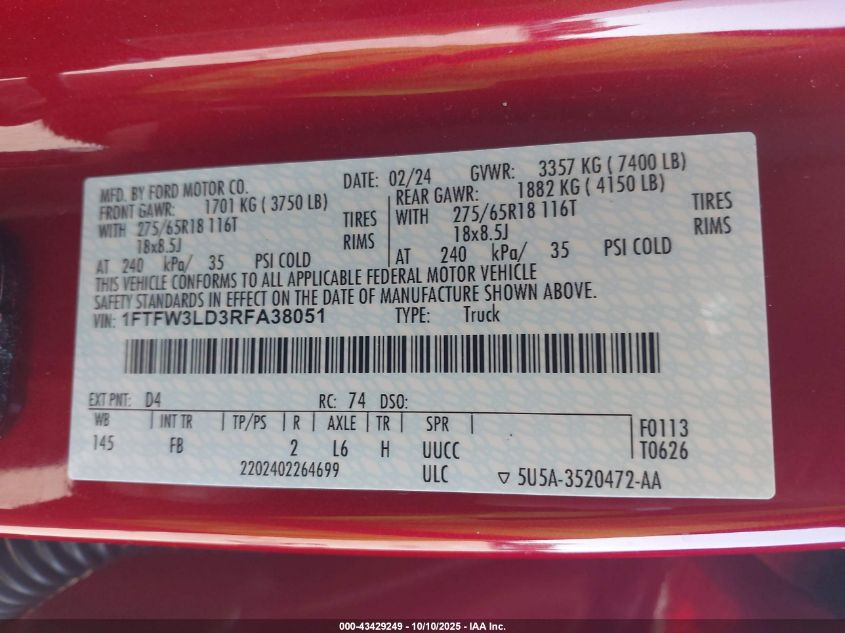 MFD. BY FORD MOTOR CO. DATE: 02/24 GVWR: 3357 KG ( 7400 LB)
FRONT GAWR: 1701 KG ( 3750 LB) REAR GAWR: 1882 KG ( 4150 LB)
WITH 275/65R18 116T TIRES WITH 275/65R18 116T TIRES
18x8.5J RIMS 18x8.5J RIMS
AT 240 kPa/ 35 PSI COLD AT 240 kPa/ 35 PSI COLD
THIS VEHICLE CONFORMS TO ALL APPLICABLE FEDERAL MOTOR VEHICLE
SAFETY STANDARDS IN EFFECT ON THE DATE OF MANUFACTURE SHOWN ABOVE.
VIN: 1FTFW3LD3RFA38051 TYPE: Truck
EXT PNT: D4 RC: 74 DSO:
WB INT TR TP/PS R AXLE TR SPR F0113
145 FB 2 L6 H UUCC T0626
2202402264699 ULC ▽ 5U5A-3520472-AA
000-43429249 - 10/10/2025 - IAA Inc.